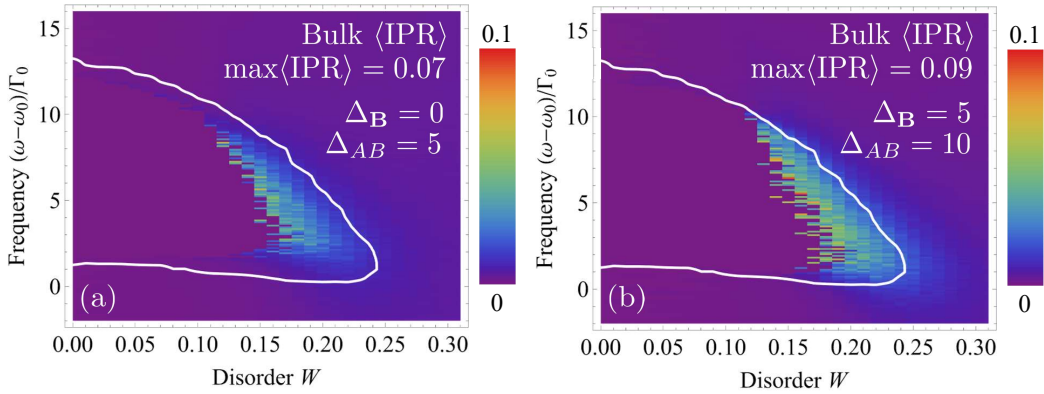 Bulk ⟨IPR⟩
max⟨IPR⟩ = 0.07
Δ_B = 0
Δ_AB = 5
(a)
Frequency (ω−ω₀)/Γ₀
15
10
5
0
0.00 0.05 0.10 0.15 0.20 0.25 0.30
Disorder W
0.1
0
Bulk ⟨IPR⟩
max⟨IPR⟩ = 0.09
Δ_B = 5
Δ_AB = 10
(b)
Frequency (ω−ω₀)/Γ₀
15
10
5
0
0.00 0.05 0.10 0.15 0.20 0.25 0.30
Disorder W
0.1
0